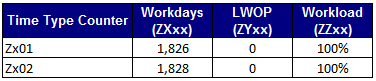 Time Type Counter Workdays (ZXxx) LWOP (ZYxx) Workload (ZZxx)
Zx01 1,826 0 100%
Zx02 1,828 0 100%